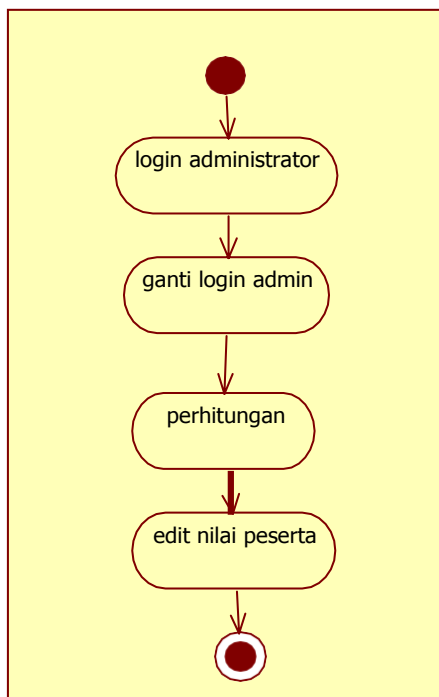 login administrator
ganti login admin
perhitungan
edit nilai peserta